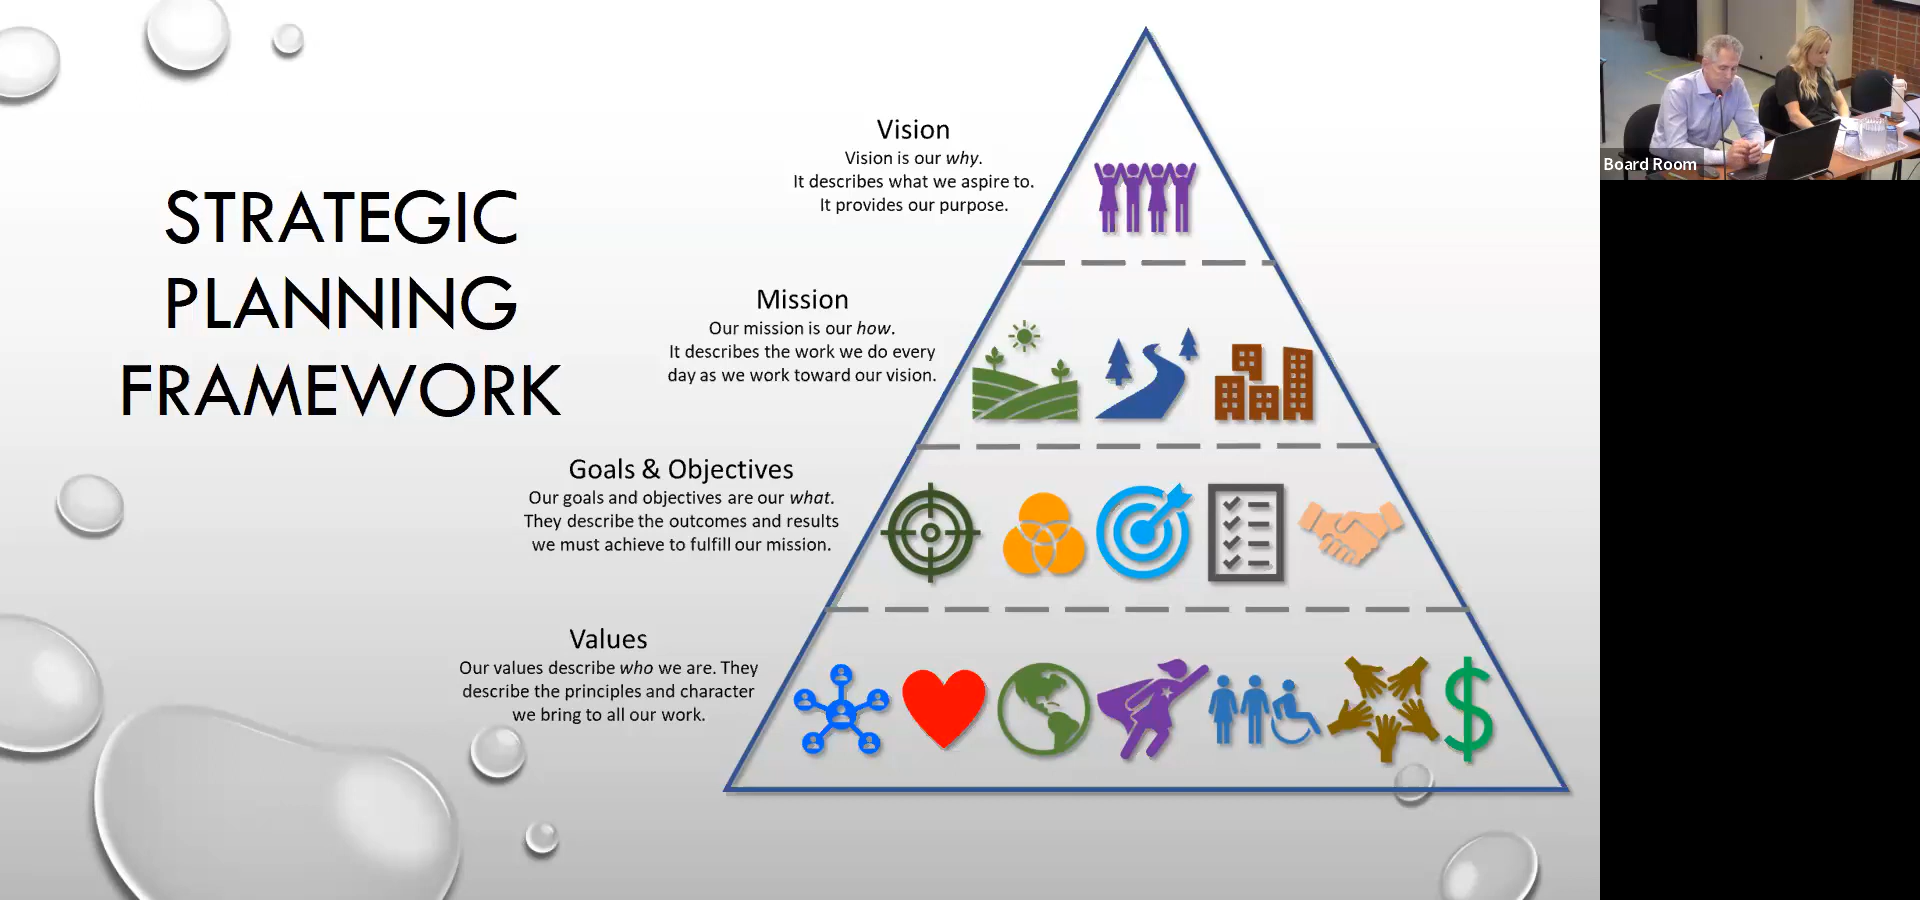 STRATEGIC
PLANNING
FRAMEWORK
Vision
Vision is our why.
It describes what we aspire to.
It provides our purpose.
Mission
Our mission is our how.
It describes the work we do every
day as we work toward our vision.
Goals & Objectives
Our goals and objectives are our what.
They describe the outcomes and results
we must achieve to fulfill our mission.
Values
Our values describe who we are. They
describe the principles and character
we bring to all our work.
$
Board Room